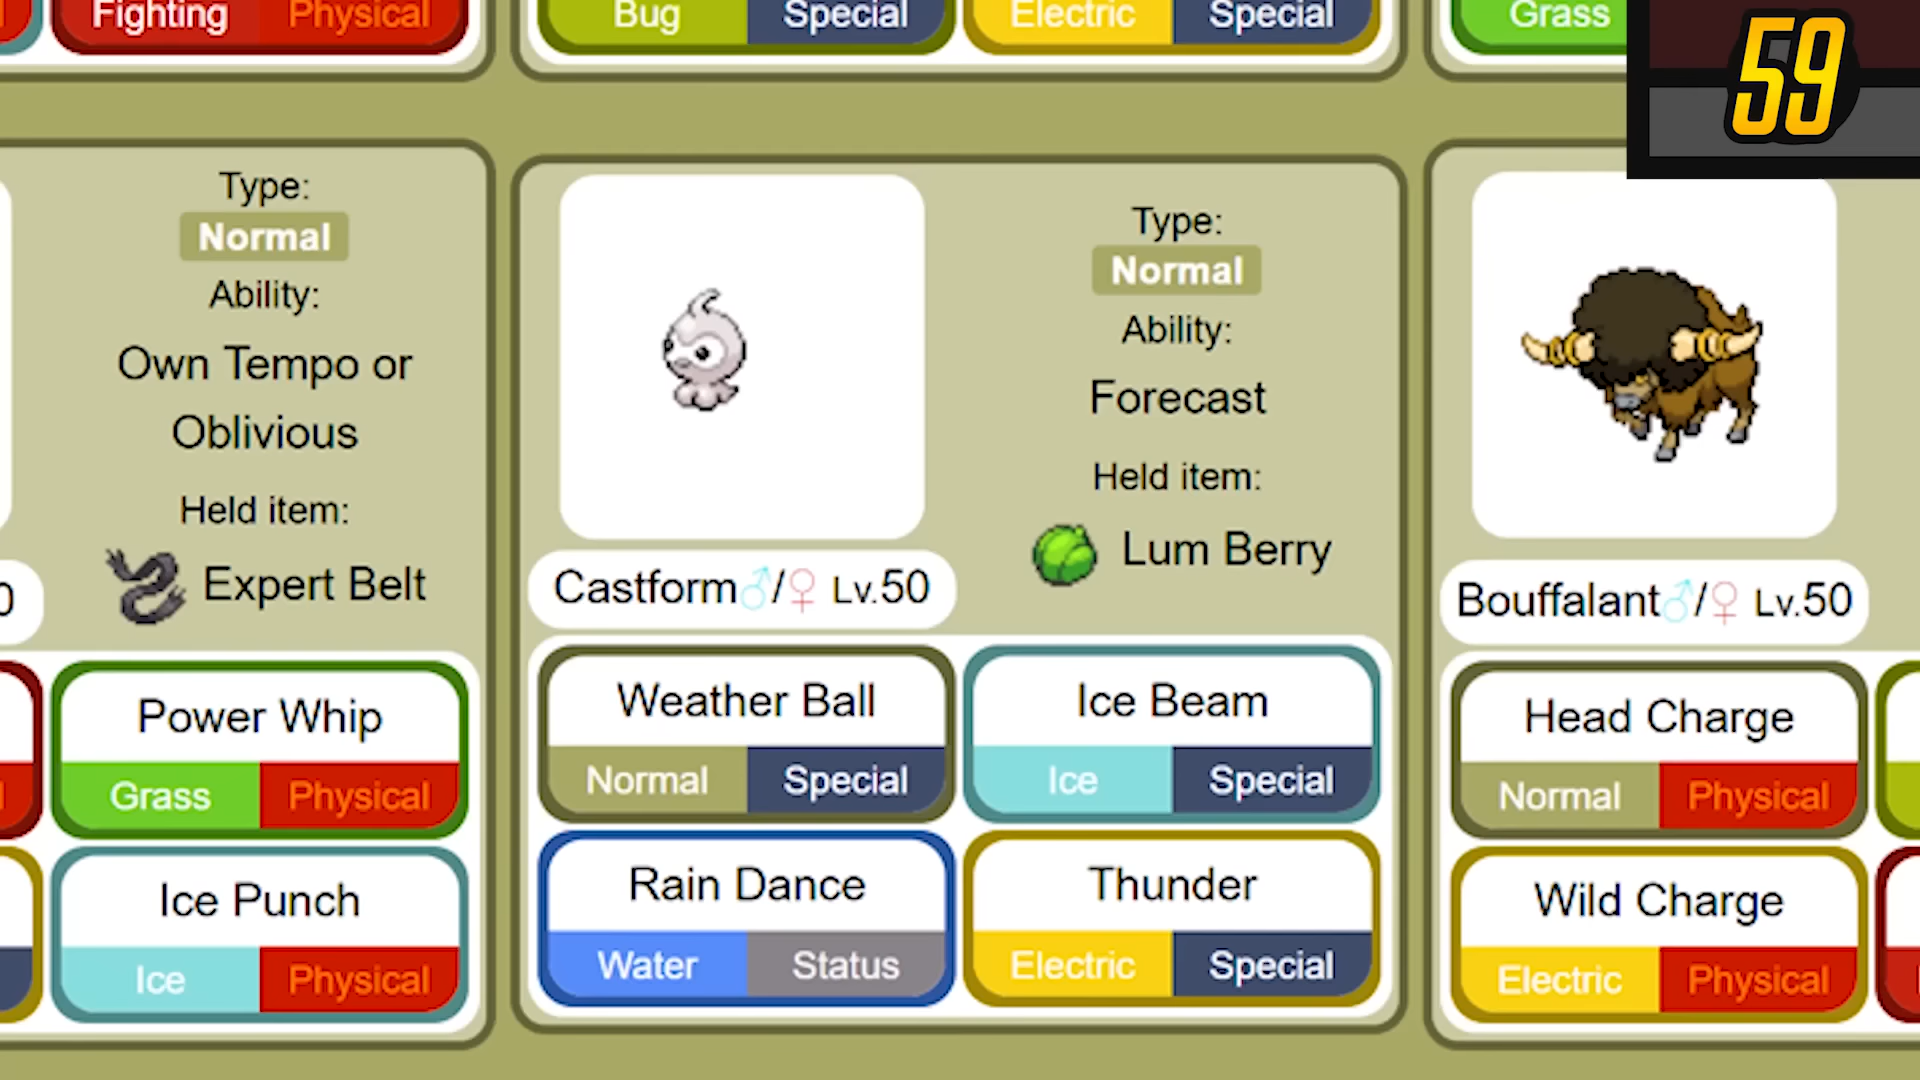 Fighting Physical
Bug Special
Electric Special
Grass
59
Type:
Normal
Ability:
Own Tempo or
Oblivious
Held item:
Expert Belt
0
Power Whip
Grass Physical
Ice Punch
Ice Physical
Type:
Normal
Ability:
Forecast
Held item:
Lum Berry
Castform♂/♀ Lv.50
Weather Ball
Normal Special
Ice Beam
Ice Special
Rain Dance
Water Status
Thunder
Electric Special
Bouffalant♂/♀ Lv.50
Head Charge
Normal Physical
Wild Charge
Electric Physical